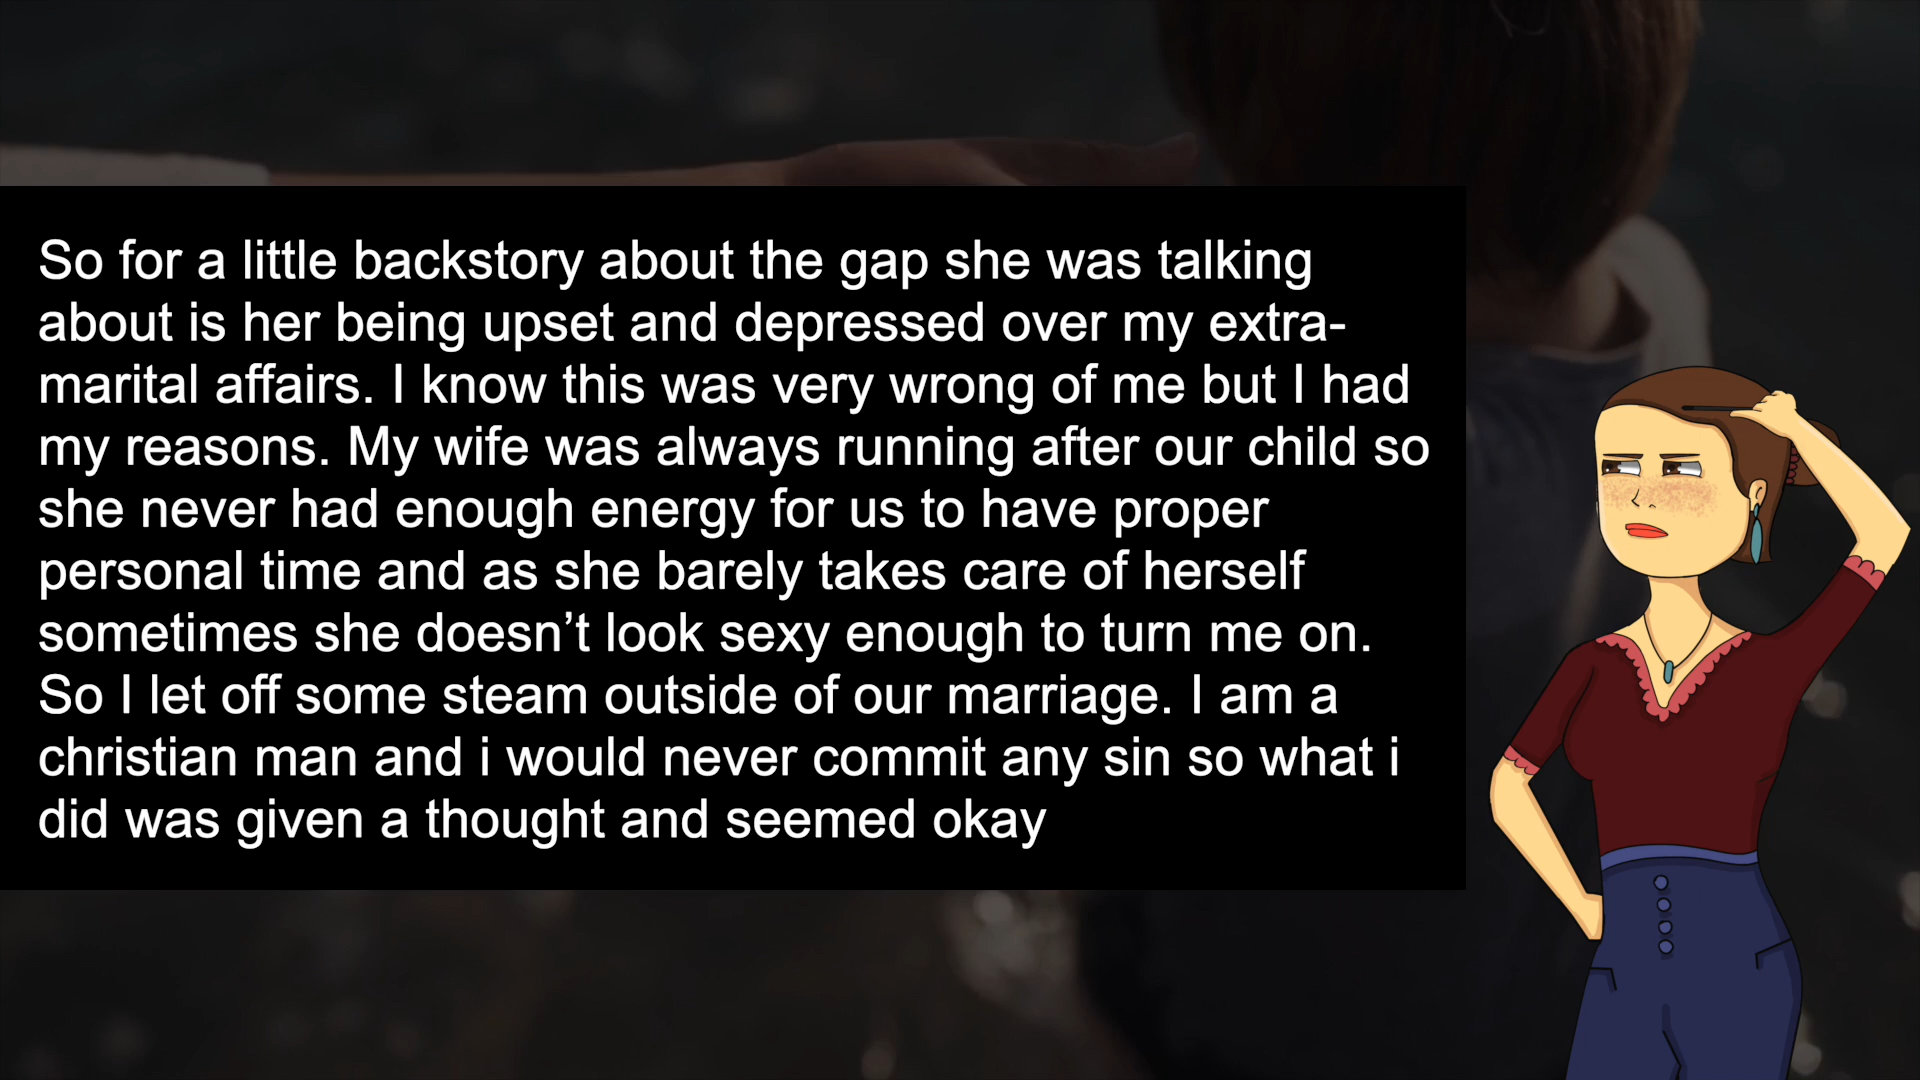 So for a little backstory about the gap she was talking
about is her being upset and depressed over my extra-
marital affairs. I know this was very wrong of me but I had
my reasons. My wife was always running after our child so
she never had enough energy for us to have proper
personal time and as she barely takes care of herself
sometimes she doesn’t look sexy enough to turn me on.
So I let off some steam outside of our marriage. I am a
christian man and i would never commit any sin so what i
did was given a thought and seemed okay